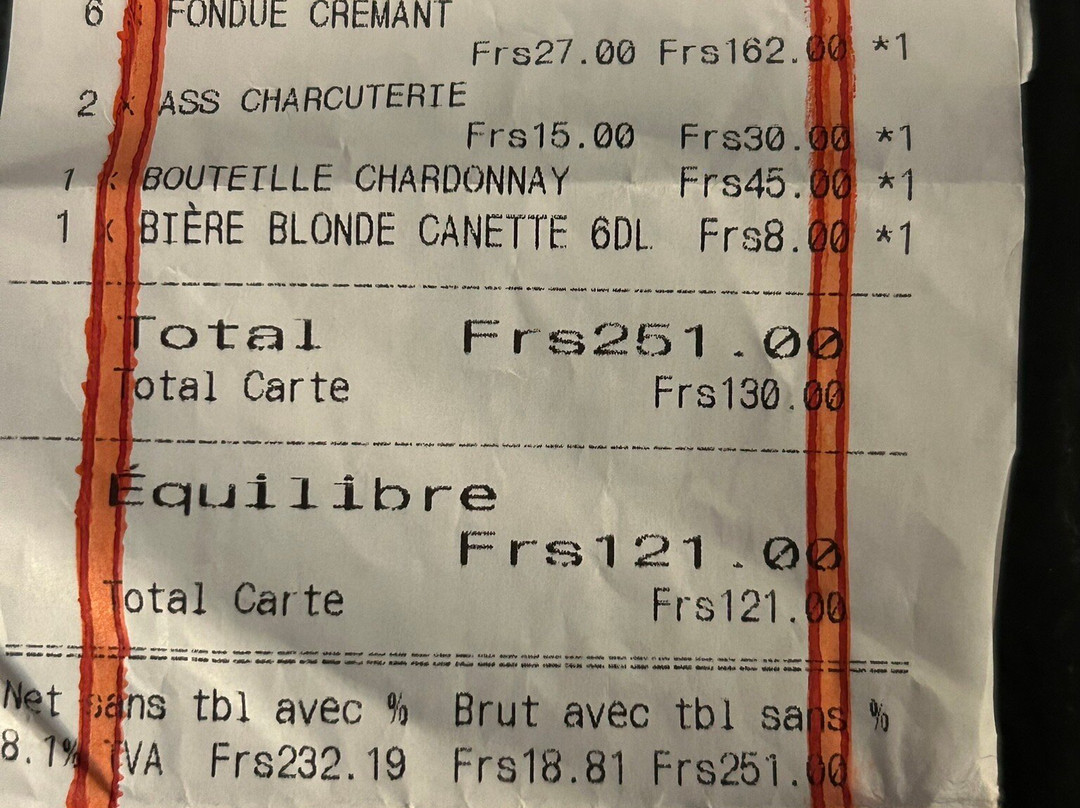 6 x FONDUE CREMANT
Frs27.00 Frs162.00 *1
2 x ASS CHARCUTERIE
Frs15.00 Frs30.00 *1
1 x BOUTEILLE CHARDONNAY Frs45.00 *1
1 x BIÈRE BLONDE CANETTE 6DL Frs8.00 *1
Total Frs251.00
Total Carte Frs130.00
Équilibre
Frs121.00
Total Carte Frs121.00
Net sans tbl avec % Brut avec tbl sans %
8.1% TVA Frs232.19 Frs18.81 Frs251.00